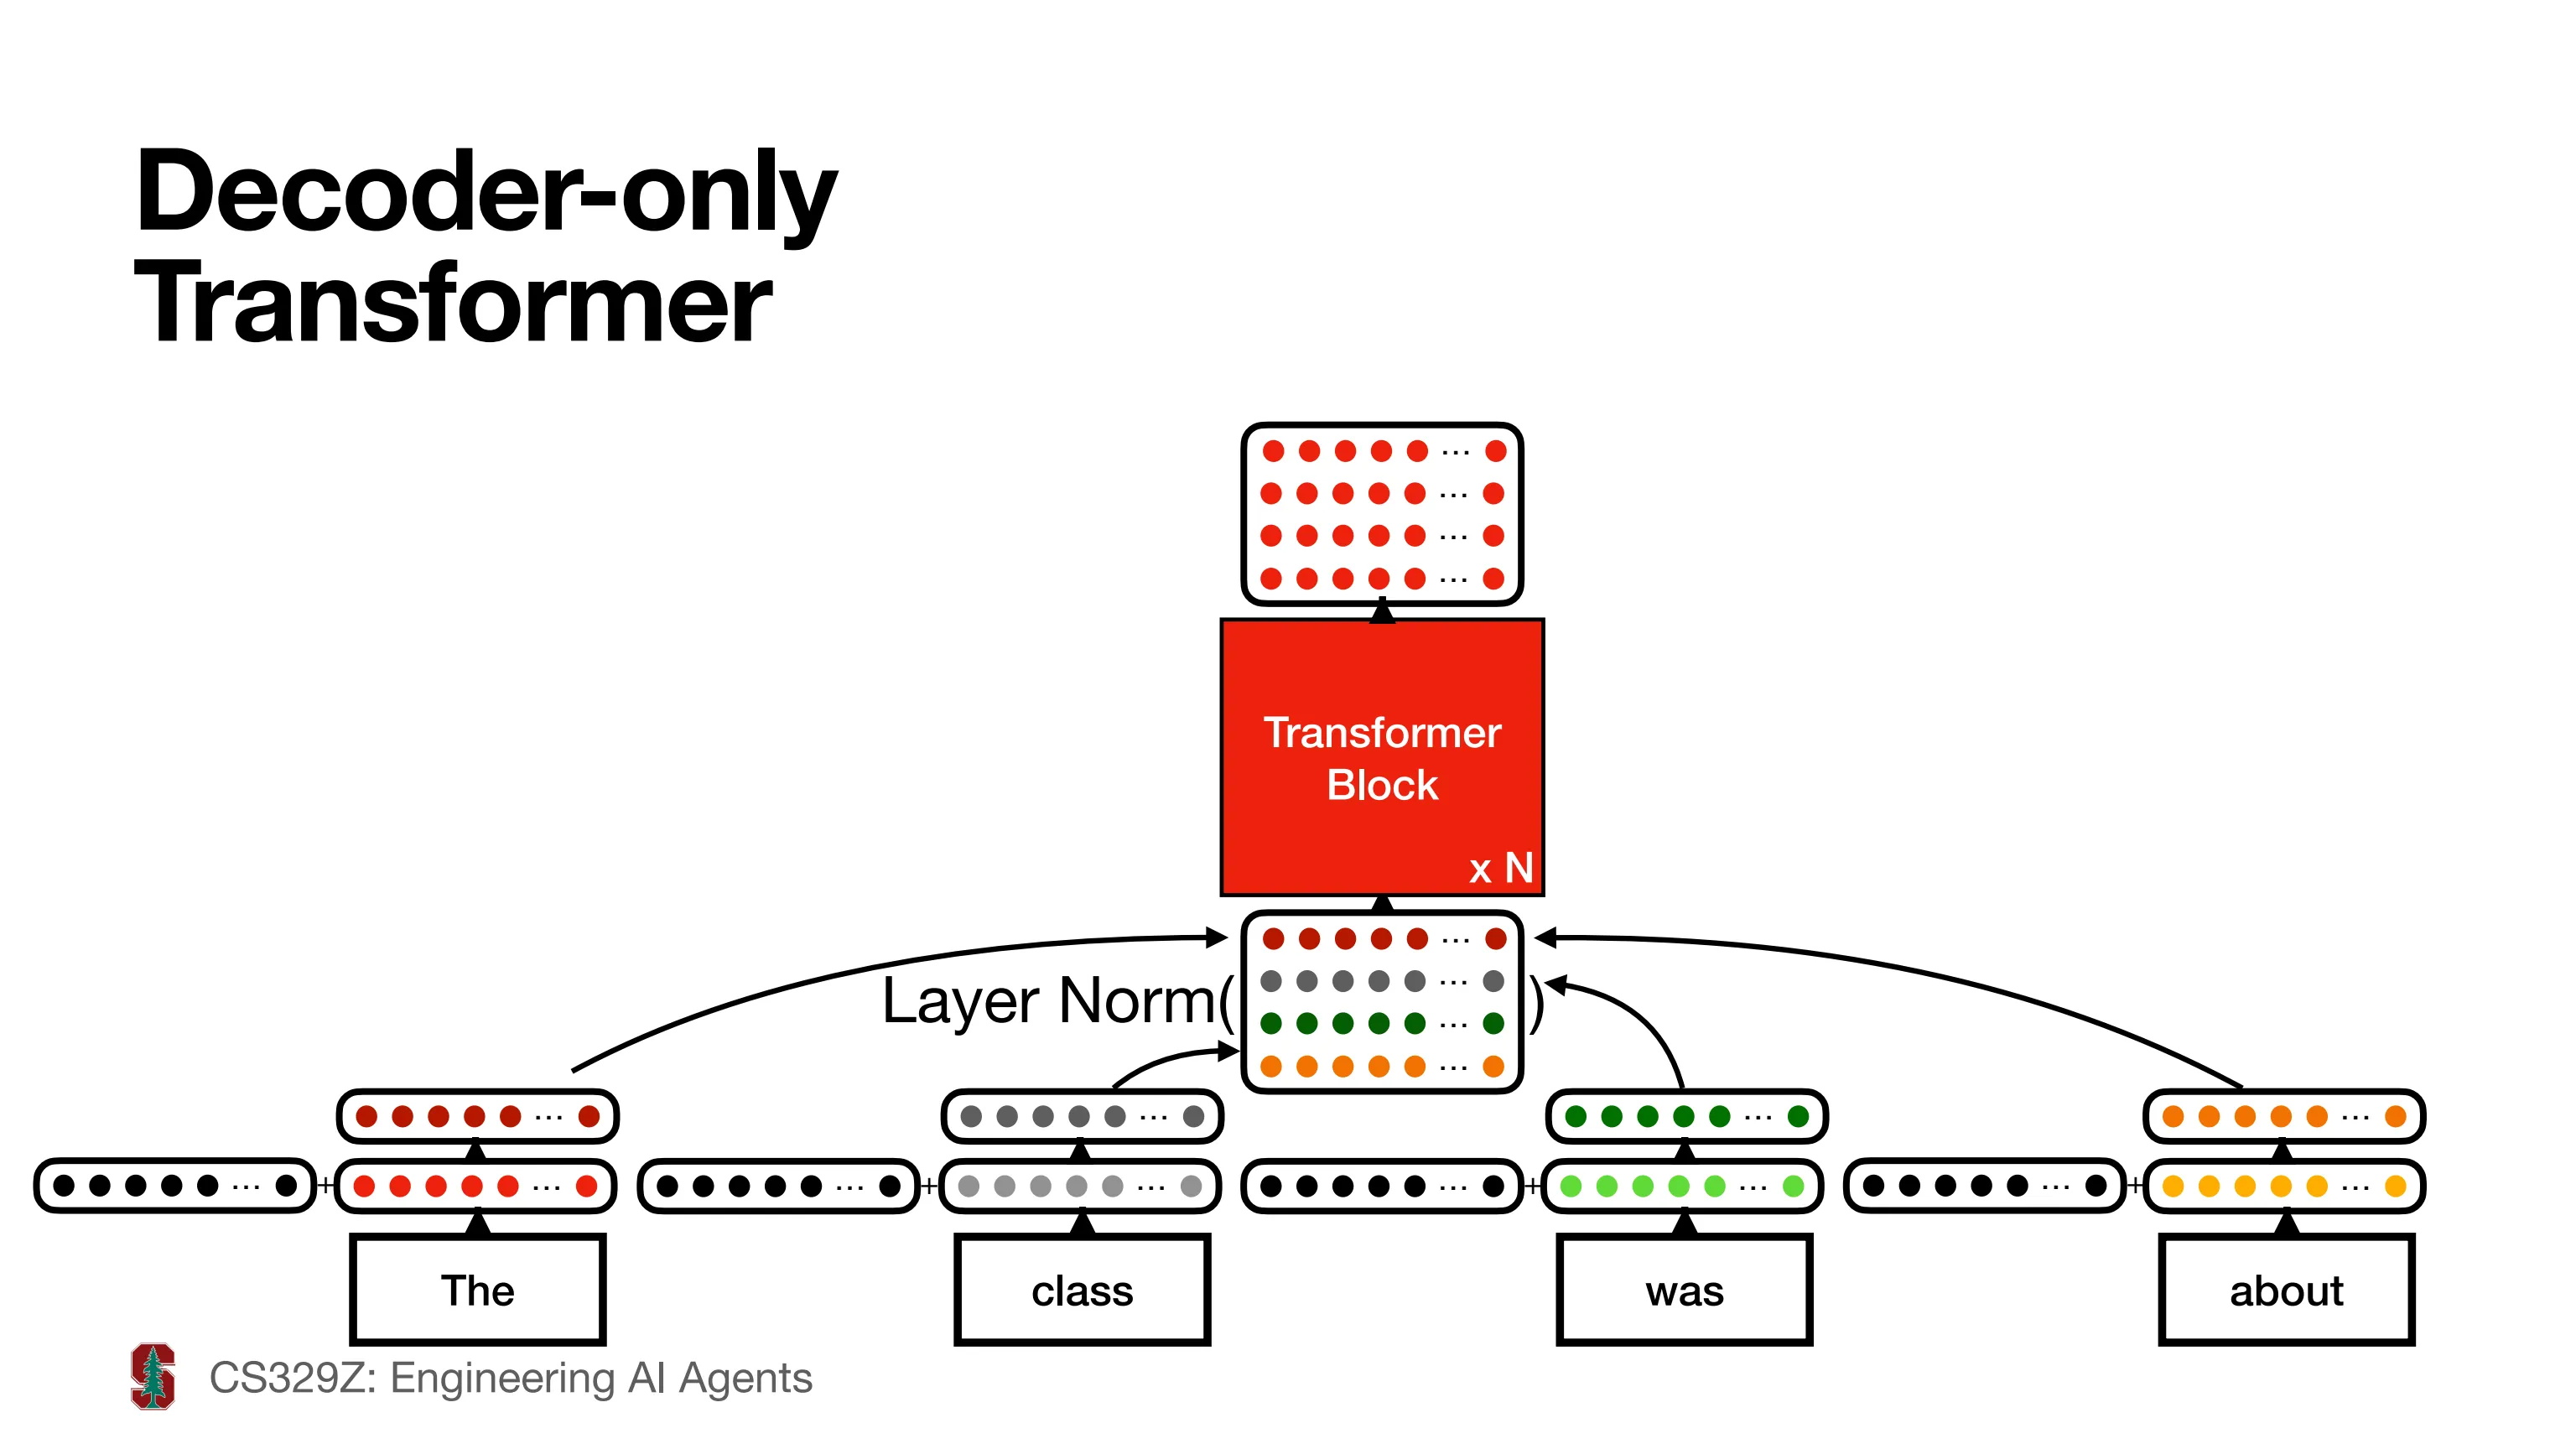 Decoder-only
Transformer
Transformer
Block
x N
Layer Norm( )
… … … …
… … … …
… … … …
… + … … + … … + … … + …
The class was about
CS329Z: Engineering AI Agents